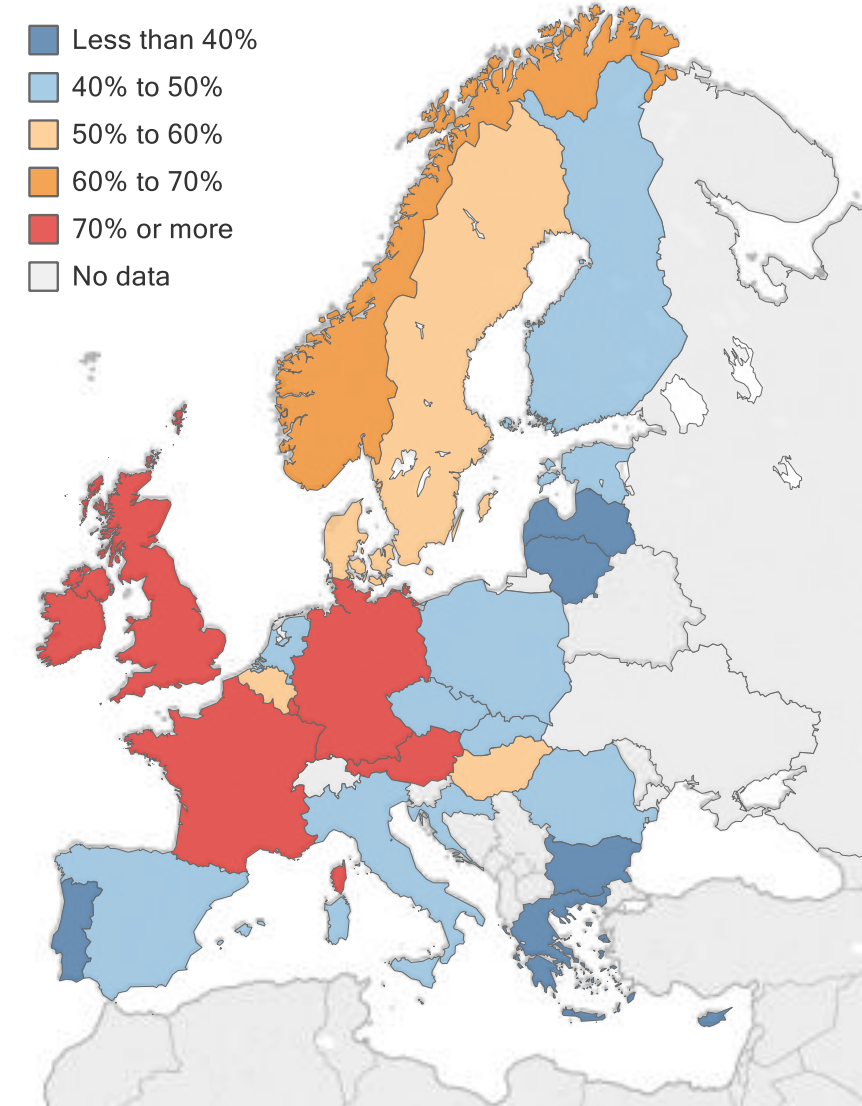 Less than 40%
40% to 50%
50% to 60%
60% to 70%
70% or more
No data